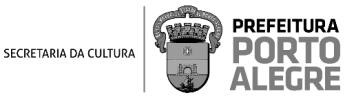 SECRETARIA DA CULTURA
PREFEITURA
PORTO
ALEGRE